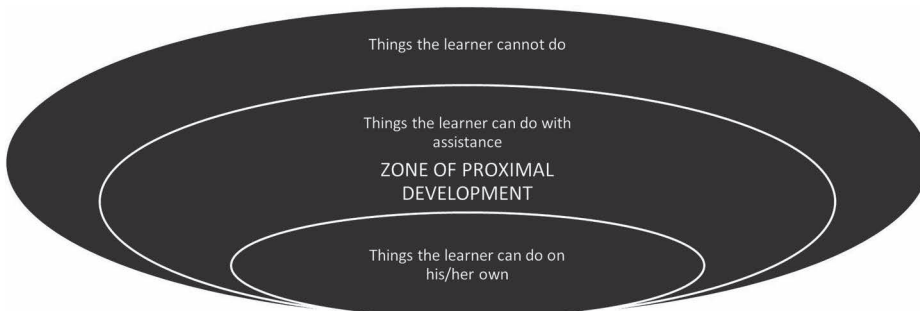 Things the learner cannot do
Things the learner can do with
assistance
ZONE OF PROXIMAL
DEVELOPMENT
Things the learner can do on
his/her own